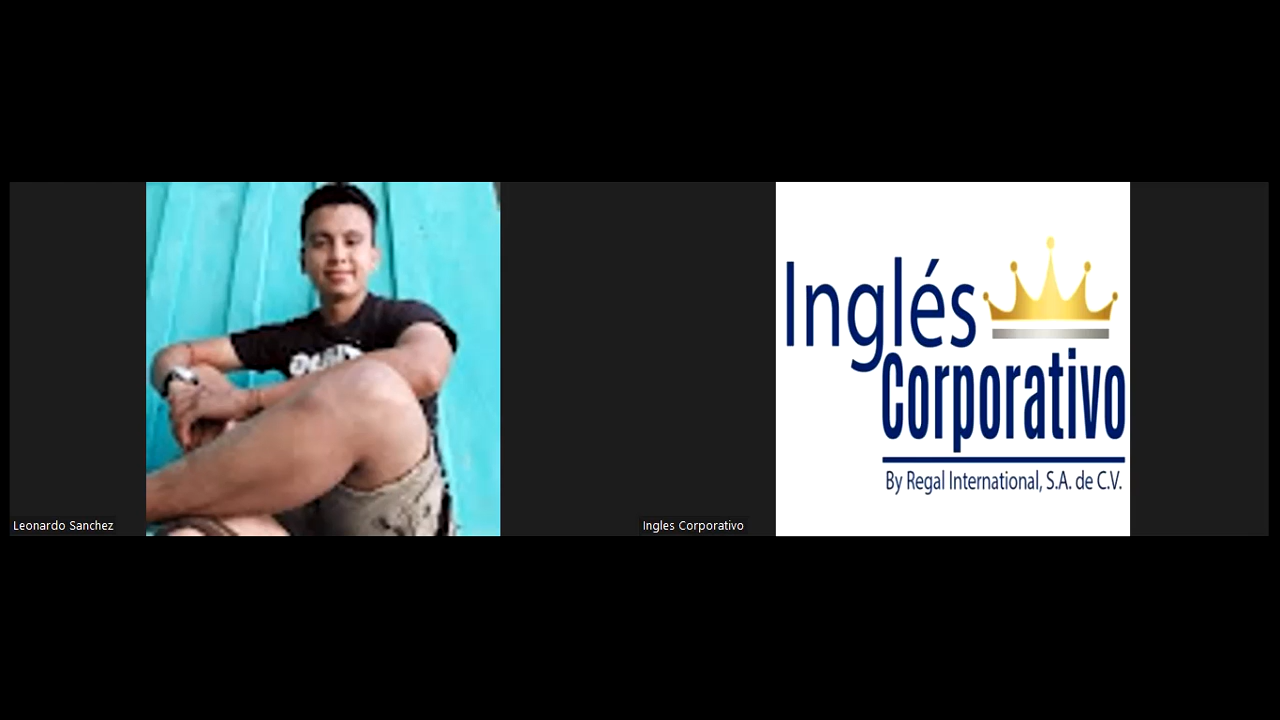 Inglés
Corporativo
By Regal International, S.A. de C.V.
Leonardo Sanchez
Ingles Corporativo